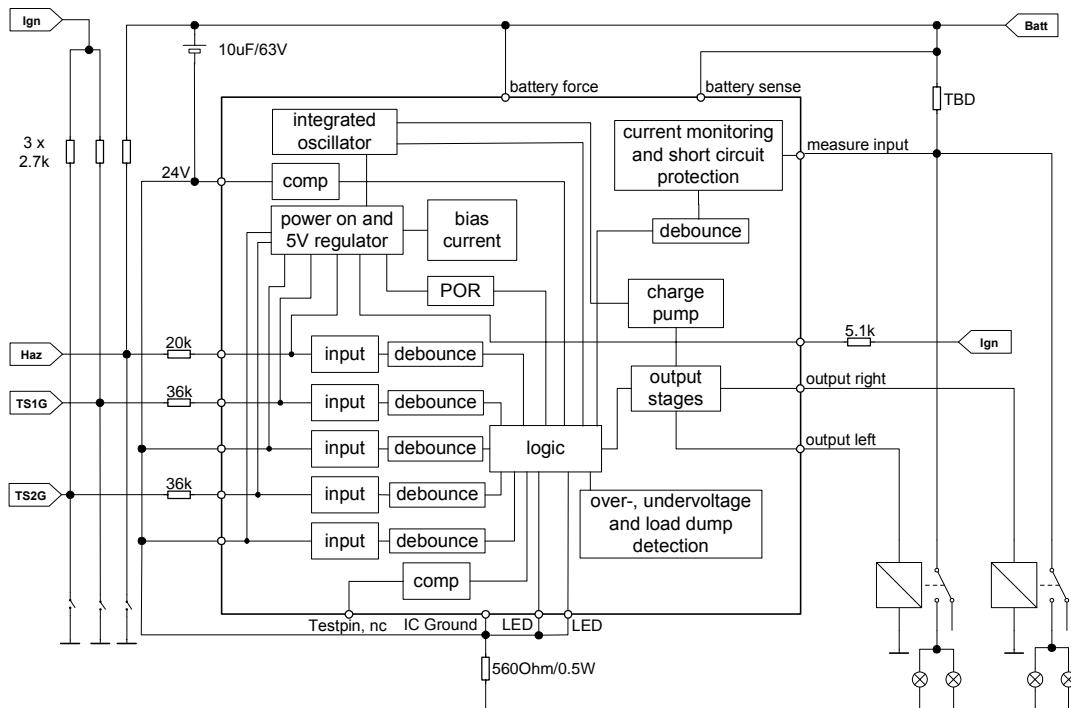 Ign
Batt
10uF/63V
battery force
battery sense
TBD
3 x
2.7k
integrated
oscillator
current monitoring
and short circuit
protection
measure input
24V
comp
power on and
5V regulator
bias
current
debounce
POR
charge
pump
5.1k
Ign
Haz
20k
input
debounce
output
stages
output right
TS1G
36k
input
debounce
input
debounce
logic
output left
TS2G
36k
input
debounce
over-, undervoltage
and load dump
detection
input
debounce
comp
Testpin, nc
IC Ground
LED
LED
560Ohm/0.5W